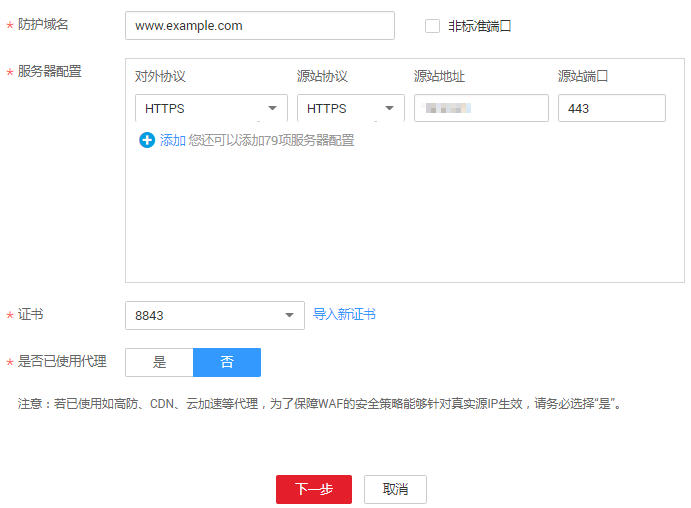 * 防护域名 www.example.com 非标准端口
* 服务器配置
对外协议 源站协议 源站地址 源站端口
HTTPS HTTPS 443
添加 您还可以添加79项服务器配置
* 证书 8843 导入新证书
* 是否已使用代理 是 否
注意：若已使用如高防、CDN、云加速等代理，为了保障WAF的安全策略能够针对真实源IP生效，请务必选择“是”。
下一步 取消